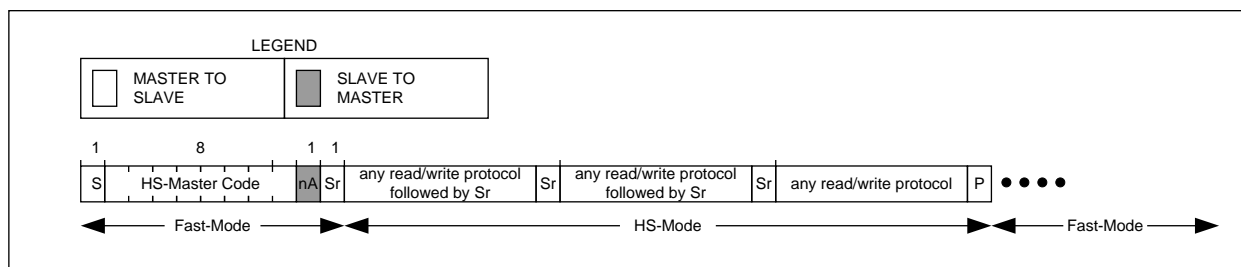 LEGEND
MASTER TO
SLAVE
SLAVE TO
MASTER
1 8 1 1
S HS-Master Code nA Sr any read/write protocol
followed by Sr Sr any read/write protocol
followed by Sr Sr any read/write protocol P
Fast-Mode HS-Mode Fast-Mode